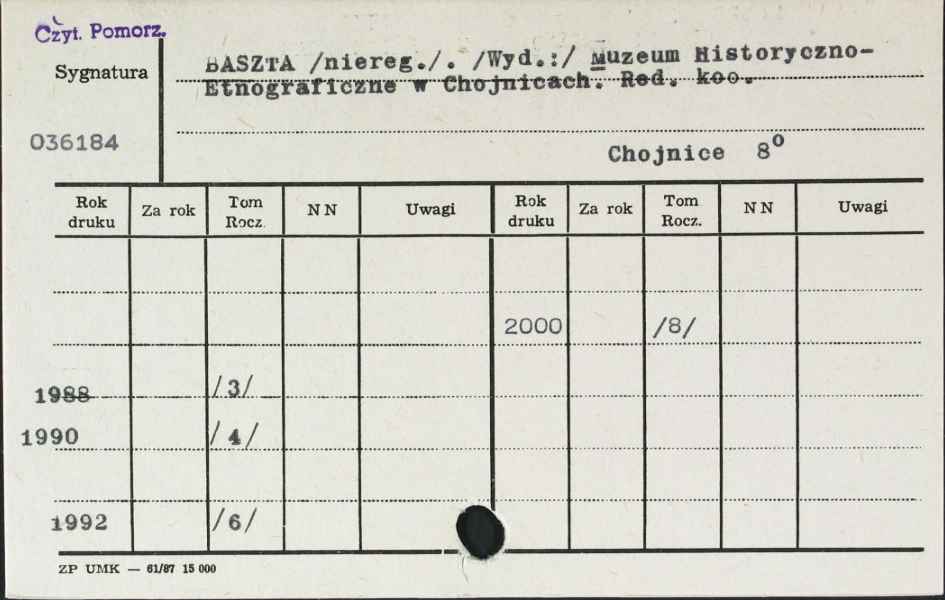 Czyt. Pomorz.
Sygnatura
BASZTA /niereg./. /Wyd.:/ Muzeum Historyczno-
Etnograficzne w Chojnicach. Red. koo.
036184
Chojnice 8⁰
Rok druku Za rok Tom Rocz. N N Uwagi Rok druku Za rok Tom Rocz. N N Uwagi
2000 /8/
1988 /3/
1990 /4/
1992 /6/
ZP UMK — 61/87 15 000